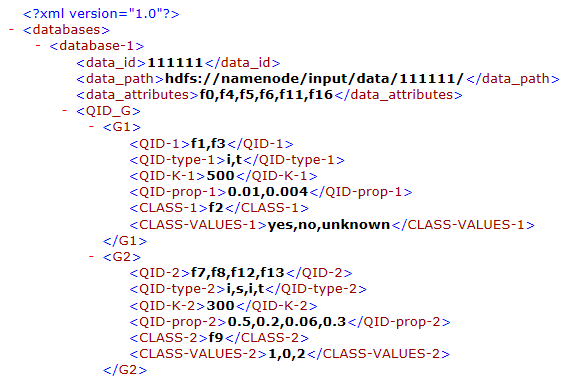 <?xml version="1.0"?>
- <databases>
- <database-1>
<data_id>111111</data_id>
<data_path>hdfs://namenode/input/data/111111/</data_path>
<data_attributes>f0,f4,f5,f6,f11,f16</data_attributes>
- <QID_G>
- <G1>
<QID-1>f1,f3</QID-1>
<QID-type-1>i,t</QID-type-1>
<QID-K-1>500</QID-K-1>
<QID-prop-1>0.01,0.004</QID-prop-1>
<CLASS-1>f2</CLASS-1>
<CLASS-VALUES-1>yes,no,unknown</CLASS-VALUES-1>
</G1>
- <G2>
<QID-2>f7,f8,f12,f13</QID-2>
<QID-type-2>i,s,i,t</QID-type-2>
<QID-K-2>300</QID-K-2>
<QID-prop-2>0.5,0.2,0.06,0.3</QID-prop-2>
<CLASS-2>f9</CLASS-2>
<CLASS-VALUES-2>1,0,2</CLASS-VALUES-2>
</G2>